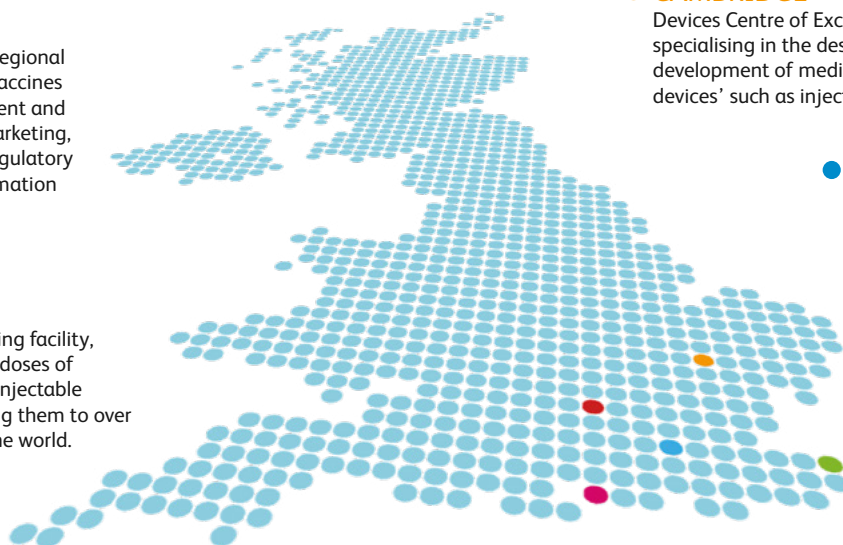 Devices Centre of Exc
specialising in the des
development of medi
devices’ such as inject
egional
accines
ent and
arketing,
gulatory
mation
ing facility,
doses of
njectable
g them to over
ne world.